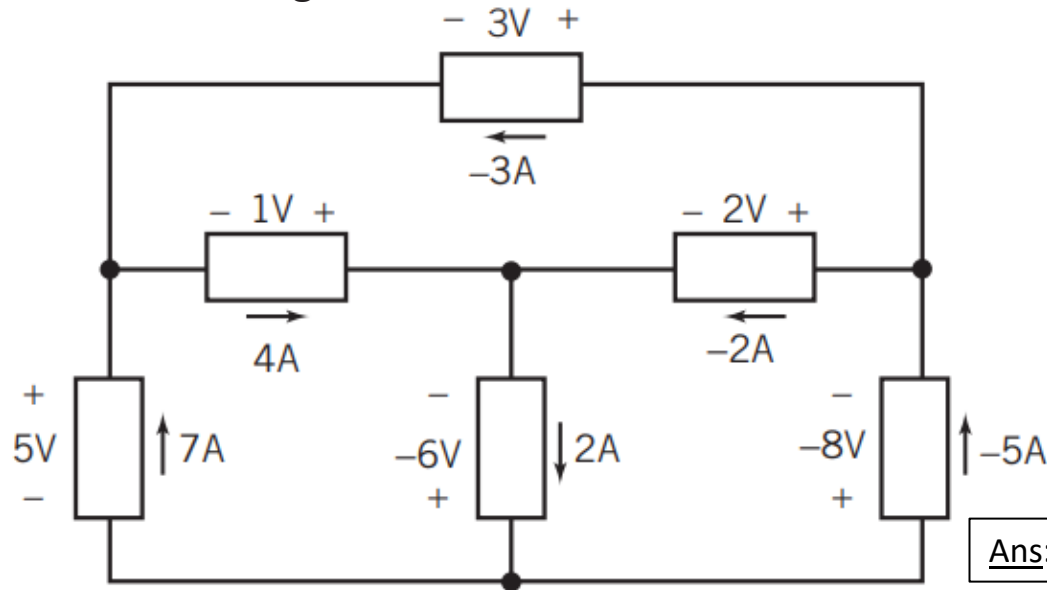 − 3V +
−3A
− 1V +
− 2V +
4A
−2A
+
5V
−
7A
−
−6V
+
2A
−
−8V
+
−5A
Ans: